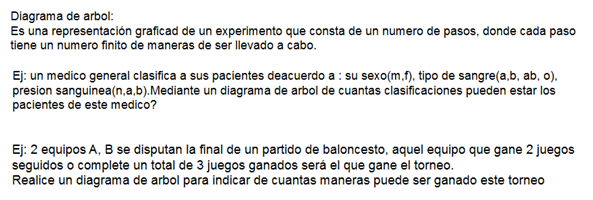 Diagrama de arbol:
Es una representación graficad de un experimento que consta de un numero de pasos, donde cada paso
tiene un numero finito de maneras de ser llevado a cabo.
Ej: un medico general clasifica a sus pacientes deacuerdo a : su sexo(m,f), tipo de sangre(a,b, ab, o),
presion sanguinea(n,a,b).Mediante un diagrama de arbol de cuantas clasificaciones pueden estar los
pacientes de este medico?
Ej: 2 equipos A, B se disputan la final de un partido de baloncesto, aquel equipo que gane 2 juegos
seguidos o complete un total de 3 juegos ganados será el que gane el torneo.
Realice un diagrama de arbol para indicar de cuantas maneras puede ser ganado este torneo